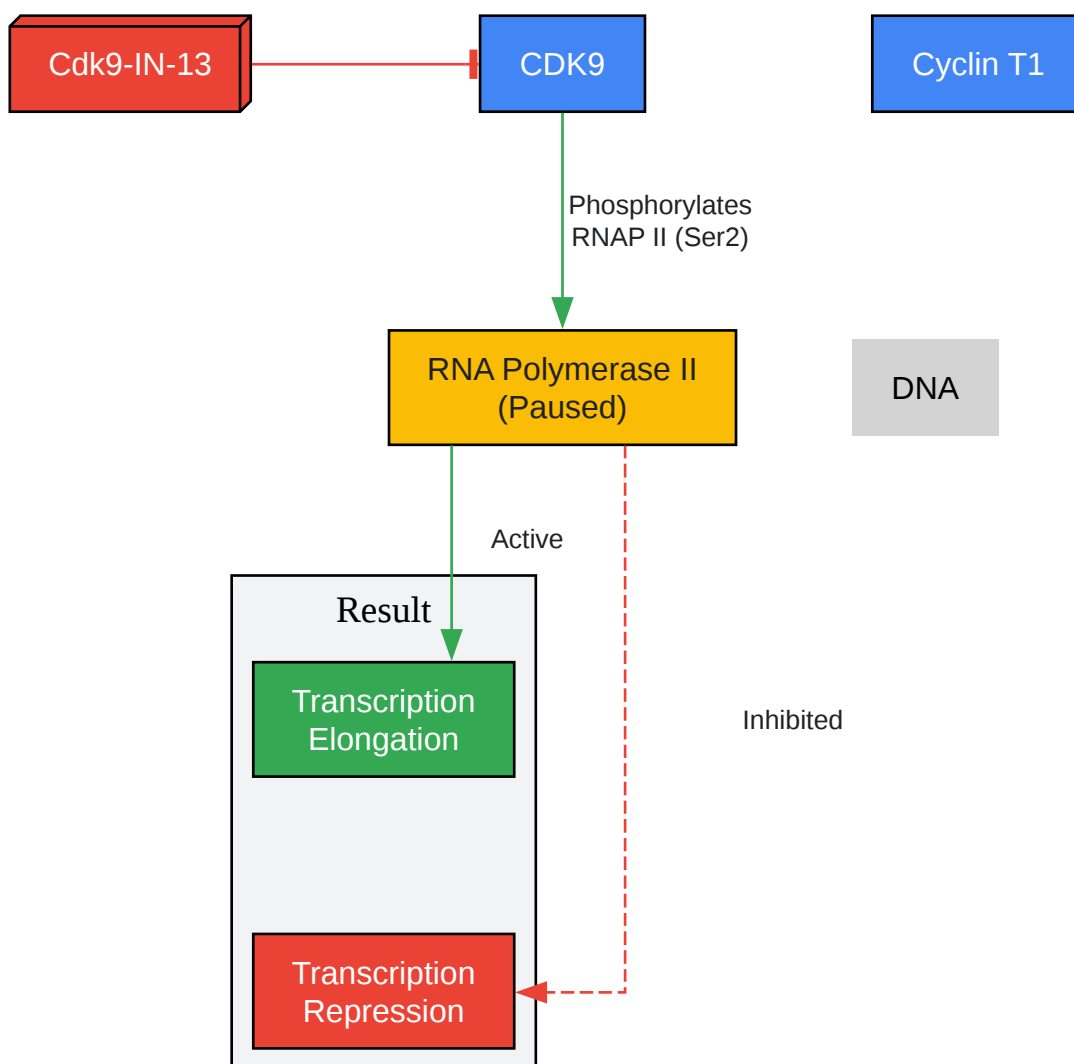 Cdk9-IN-13
CDK9
Cyclin T1
Phosphorylates
RNAP II (Ser2)
RNA Polymerase II
(Paused)
DNA
Active
Result
Transcription
Elongation
Inhibited
Transcription
Repression